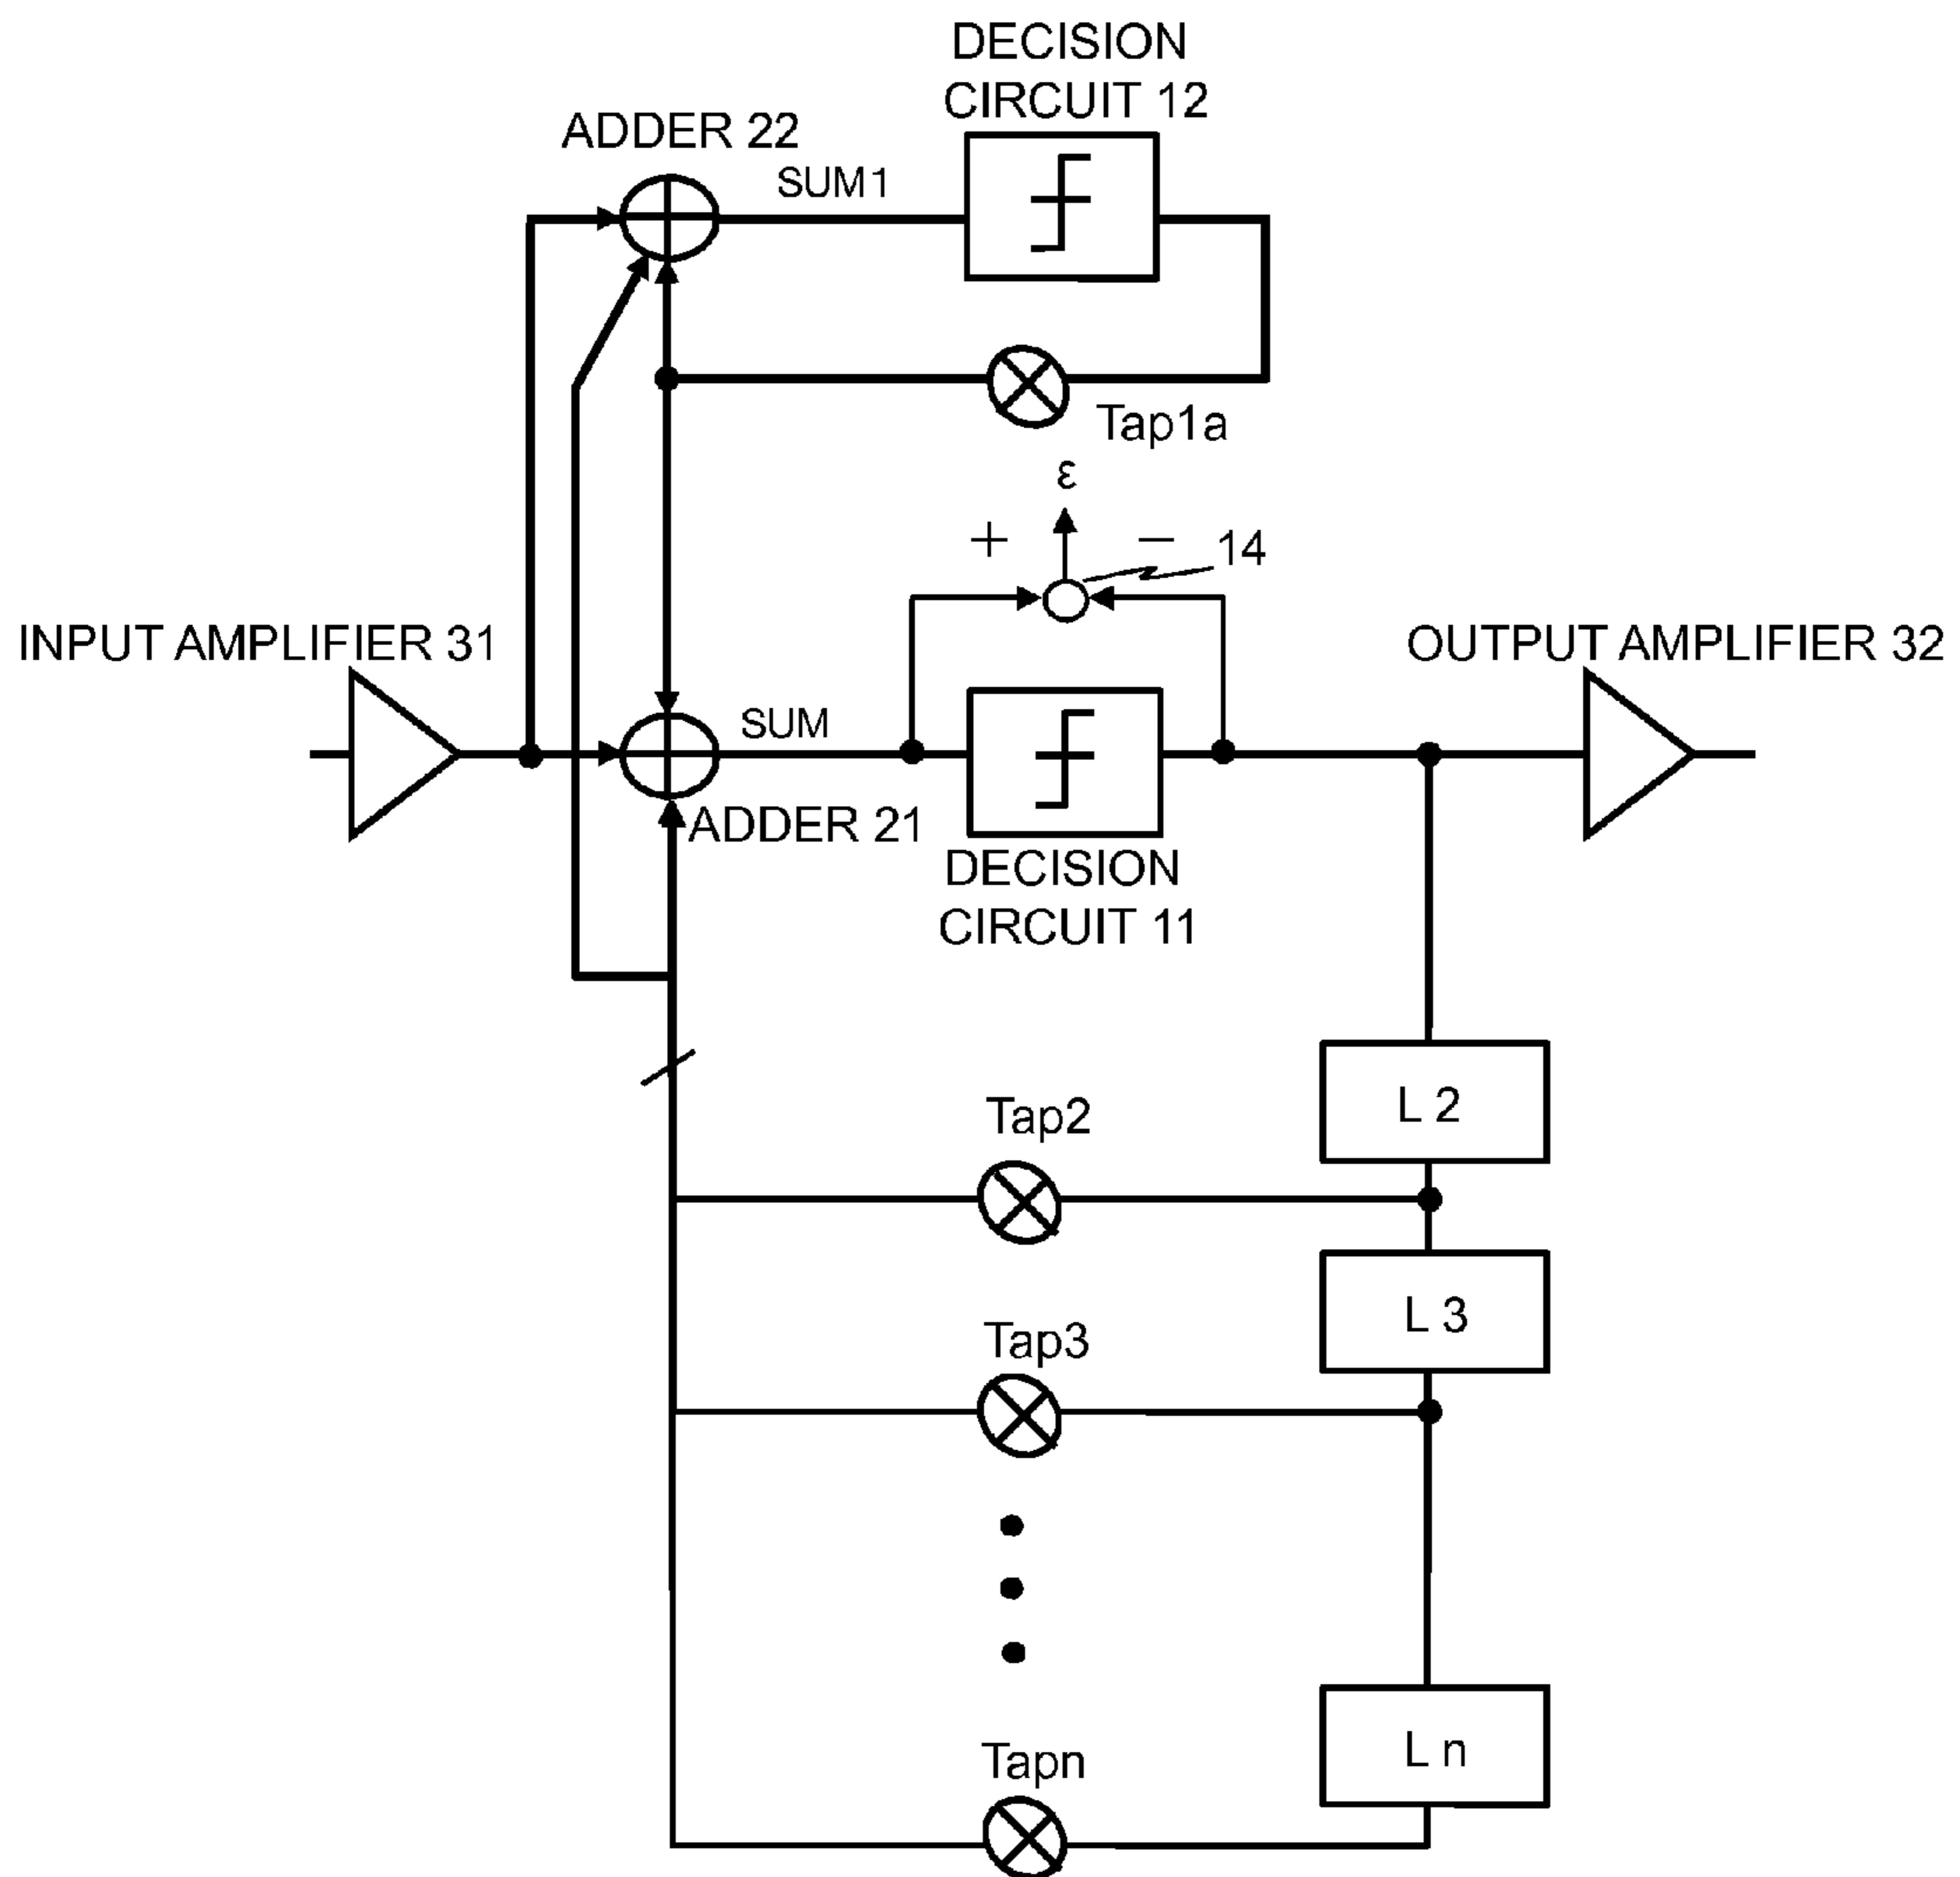 DECISION
CIRCUIT 12
ADDER 22
SUM1
Tap1a
ε
+
−
14
INPUT AMPLIFIER 31
OUTPUT AMPLIFIER 32
SUM
ADDER 21
DECISION
CIRCUIT 11
L 2
Tap2
L 3
Tap3
L n
Tapn